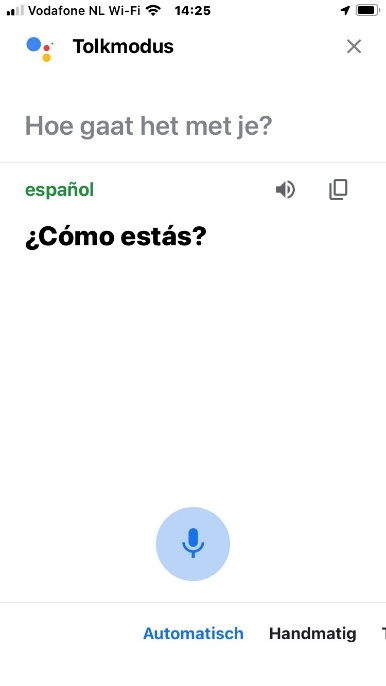 Vodafone NL Wi-Fi 14:25
Tolkmodus
Hoe gaat het met je?
español
¿Cómo estás?
Automatisch Handmatig